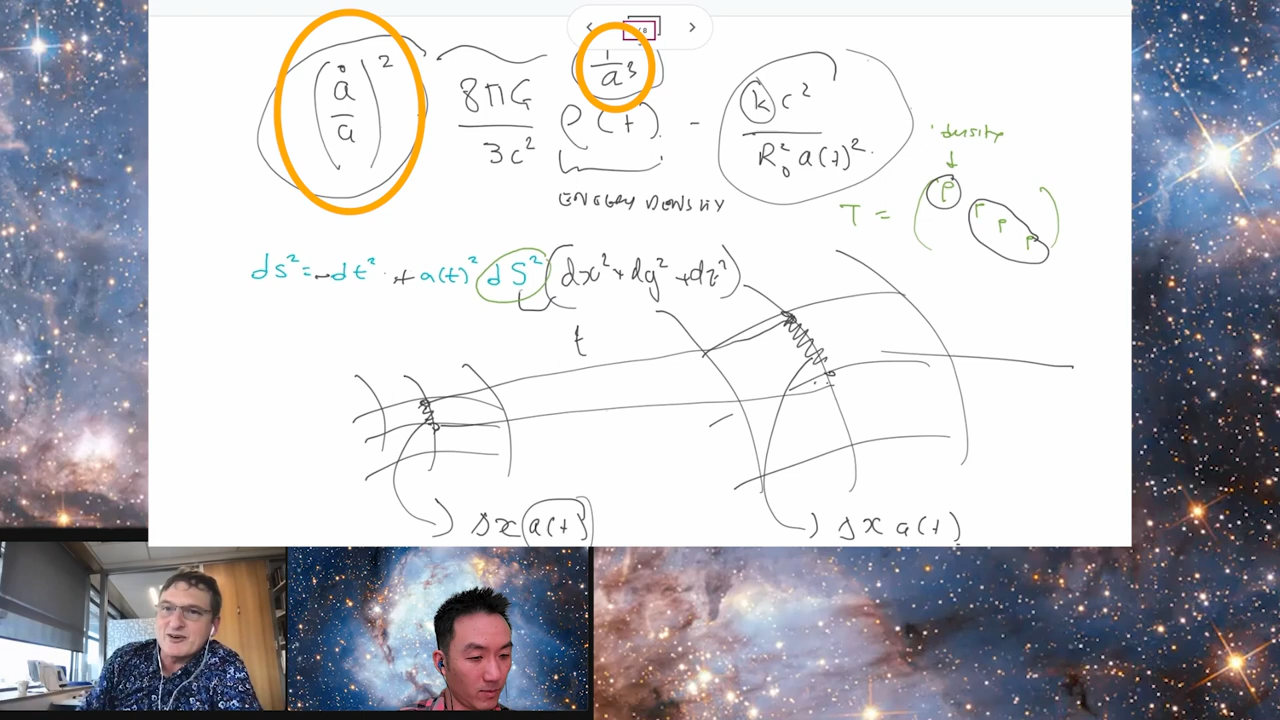 (ȧ/a)² 8πG/3c² 1/a³ ρ(t) - kc²/R₀² a(t)²
ENERGY DENSITY
density
T = (ρ P P P)
ds² = -dt² + a(t)² dS² (dx² + dy² + dz²)
t
Δx a(t)
Δx a(t)